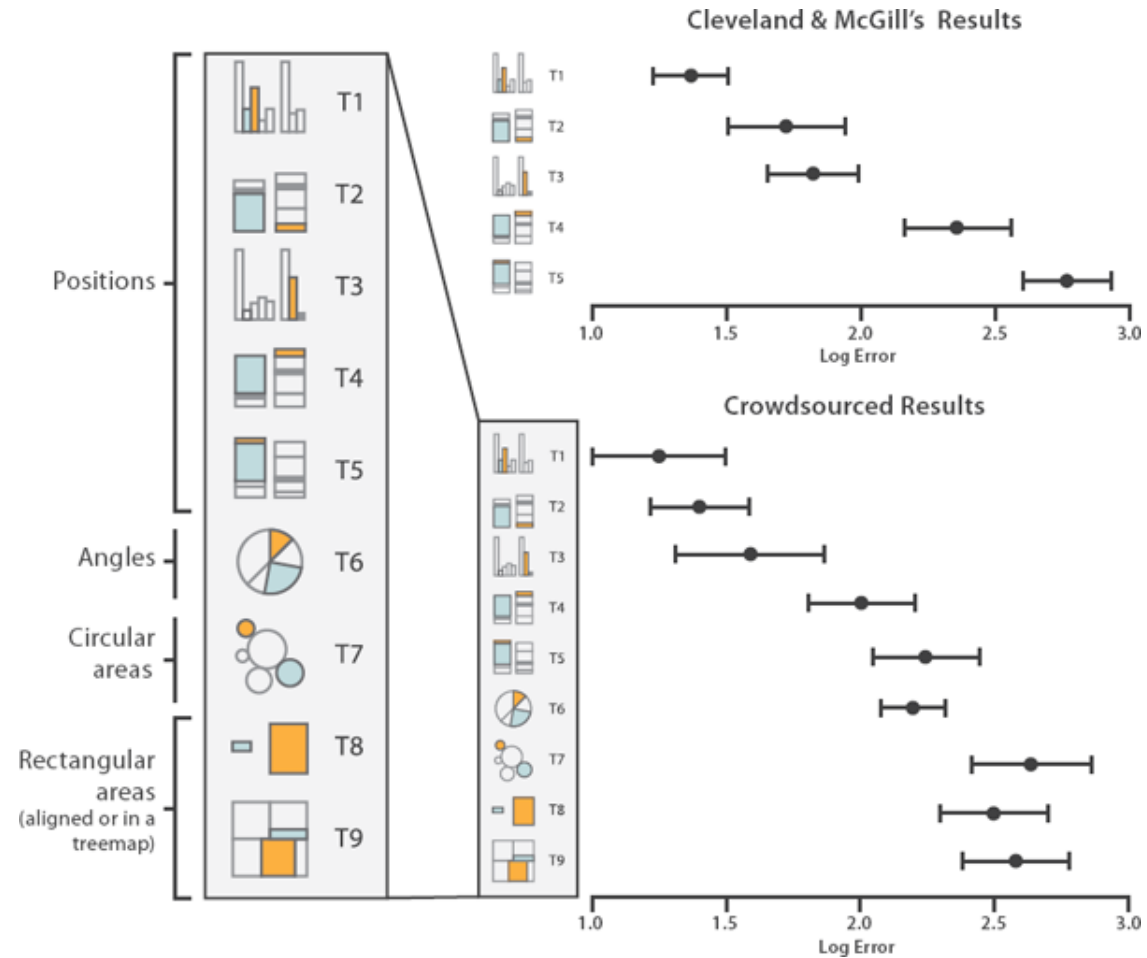 Positions
Angles
Circular
areas
Rectangular
areas
(aligned or in a
treemap)
T1
T2
T3
T4
T5
T6
T7
T8
T9
Cleveland & McGill's Results
T1
T2
T3
T4
T5
1.0 1.5 2.0 2.5 3.0
Log Error
Crowdsourced Results
T1
T2
T3
T4
T5
T6
T7
T8
T9
1.0 1.5 2.0 2.5 3.0
Log Error